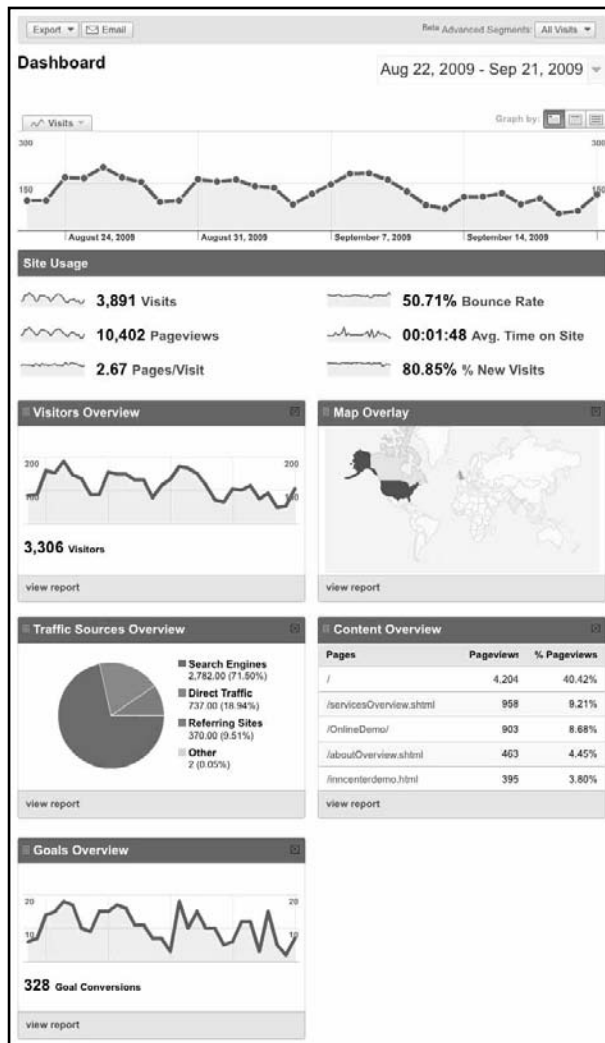 Export Email Beta Advanced Segments: All Visits
Dashboard
Aug 22, 2009 - Sep 21, 2009
Visits Graph by:
300 300
150 150
August 24, 2009 August 31, 2009 September 7, 2009 September 14, 2009
Site Usage
3,891 Visits 50.71% Bounce Rate
10,402 Pageviews 00:01:48 Avg. Time on Site
2.67 Pages/Visit 80.85% % New Visits
Visitors Overview
200 200
100 100
3,306 Visitors
view report
Map Overlay
view report
Traffic Sources Overview
Search Engines
2,782.00 (71.50%)
Direct Traffic
737.00 (18.94%)
Referring Sites
370.00 (9.51%)
Other
2 (0.05%)
view report
Content Overview
Pages Pageviews % Pageviews
/ 4,204 40.42%
/servicesOverview.shtml 958 9.21%
/OnlineDemo/ 903 8.68%
/aboutOverview.shtml 463 4.45%
/inncenterdemo.html 395 3.80%
view report
Goals Overview
20 20
10 10
328 Goal Conversions
view report